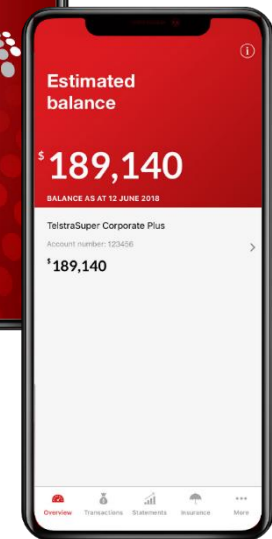 Estimated
balance
$189,140
BALANCE AS AT 12 JUNE 2018
TelstraSuper Corporate Plus
Account number: 123456
$189,140
Overview Transactions Statements Insurance More